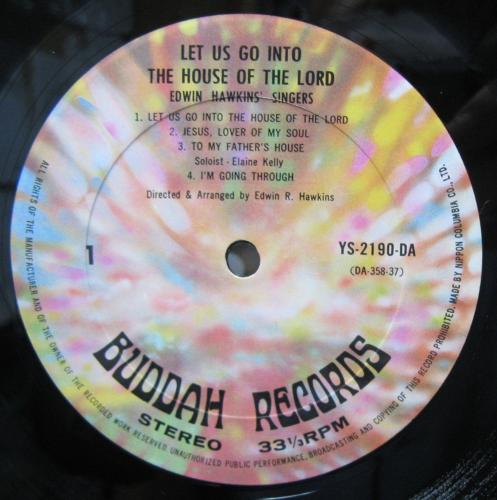 LET US GO INTO
THE HOUSE OF THE LORD
EDWIN HAWKINS' SINGERS
1. LET US GO INTO THE HOUSE OF THE LORD
2. JESUS, LOVER OF MY SOUL
3. TO MY FATHER'S HOUSE
Soloist - Elaine Kelly
4. I'M GOING THROUGH
Directed & Arranged by Edwin R. Hawkins
1
YS-2190-DA
(DA-358-37)
BUDDAH RECORDS
STEREO 33⅓RPM
ALL RIGHTS OF THE MANUFACTURER AND OF THE OWNER OF THE RECORDED WORK RESERVED. UNAUTHORIZED PUBLIC PERFORMANCE, BROADCASTING AND COPYING OF THIS RECORD PROHIBITED. MADE BY NIPPON COLUMBIA CO., LTD.